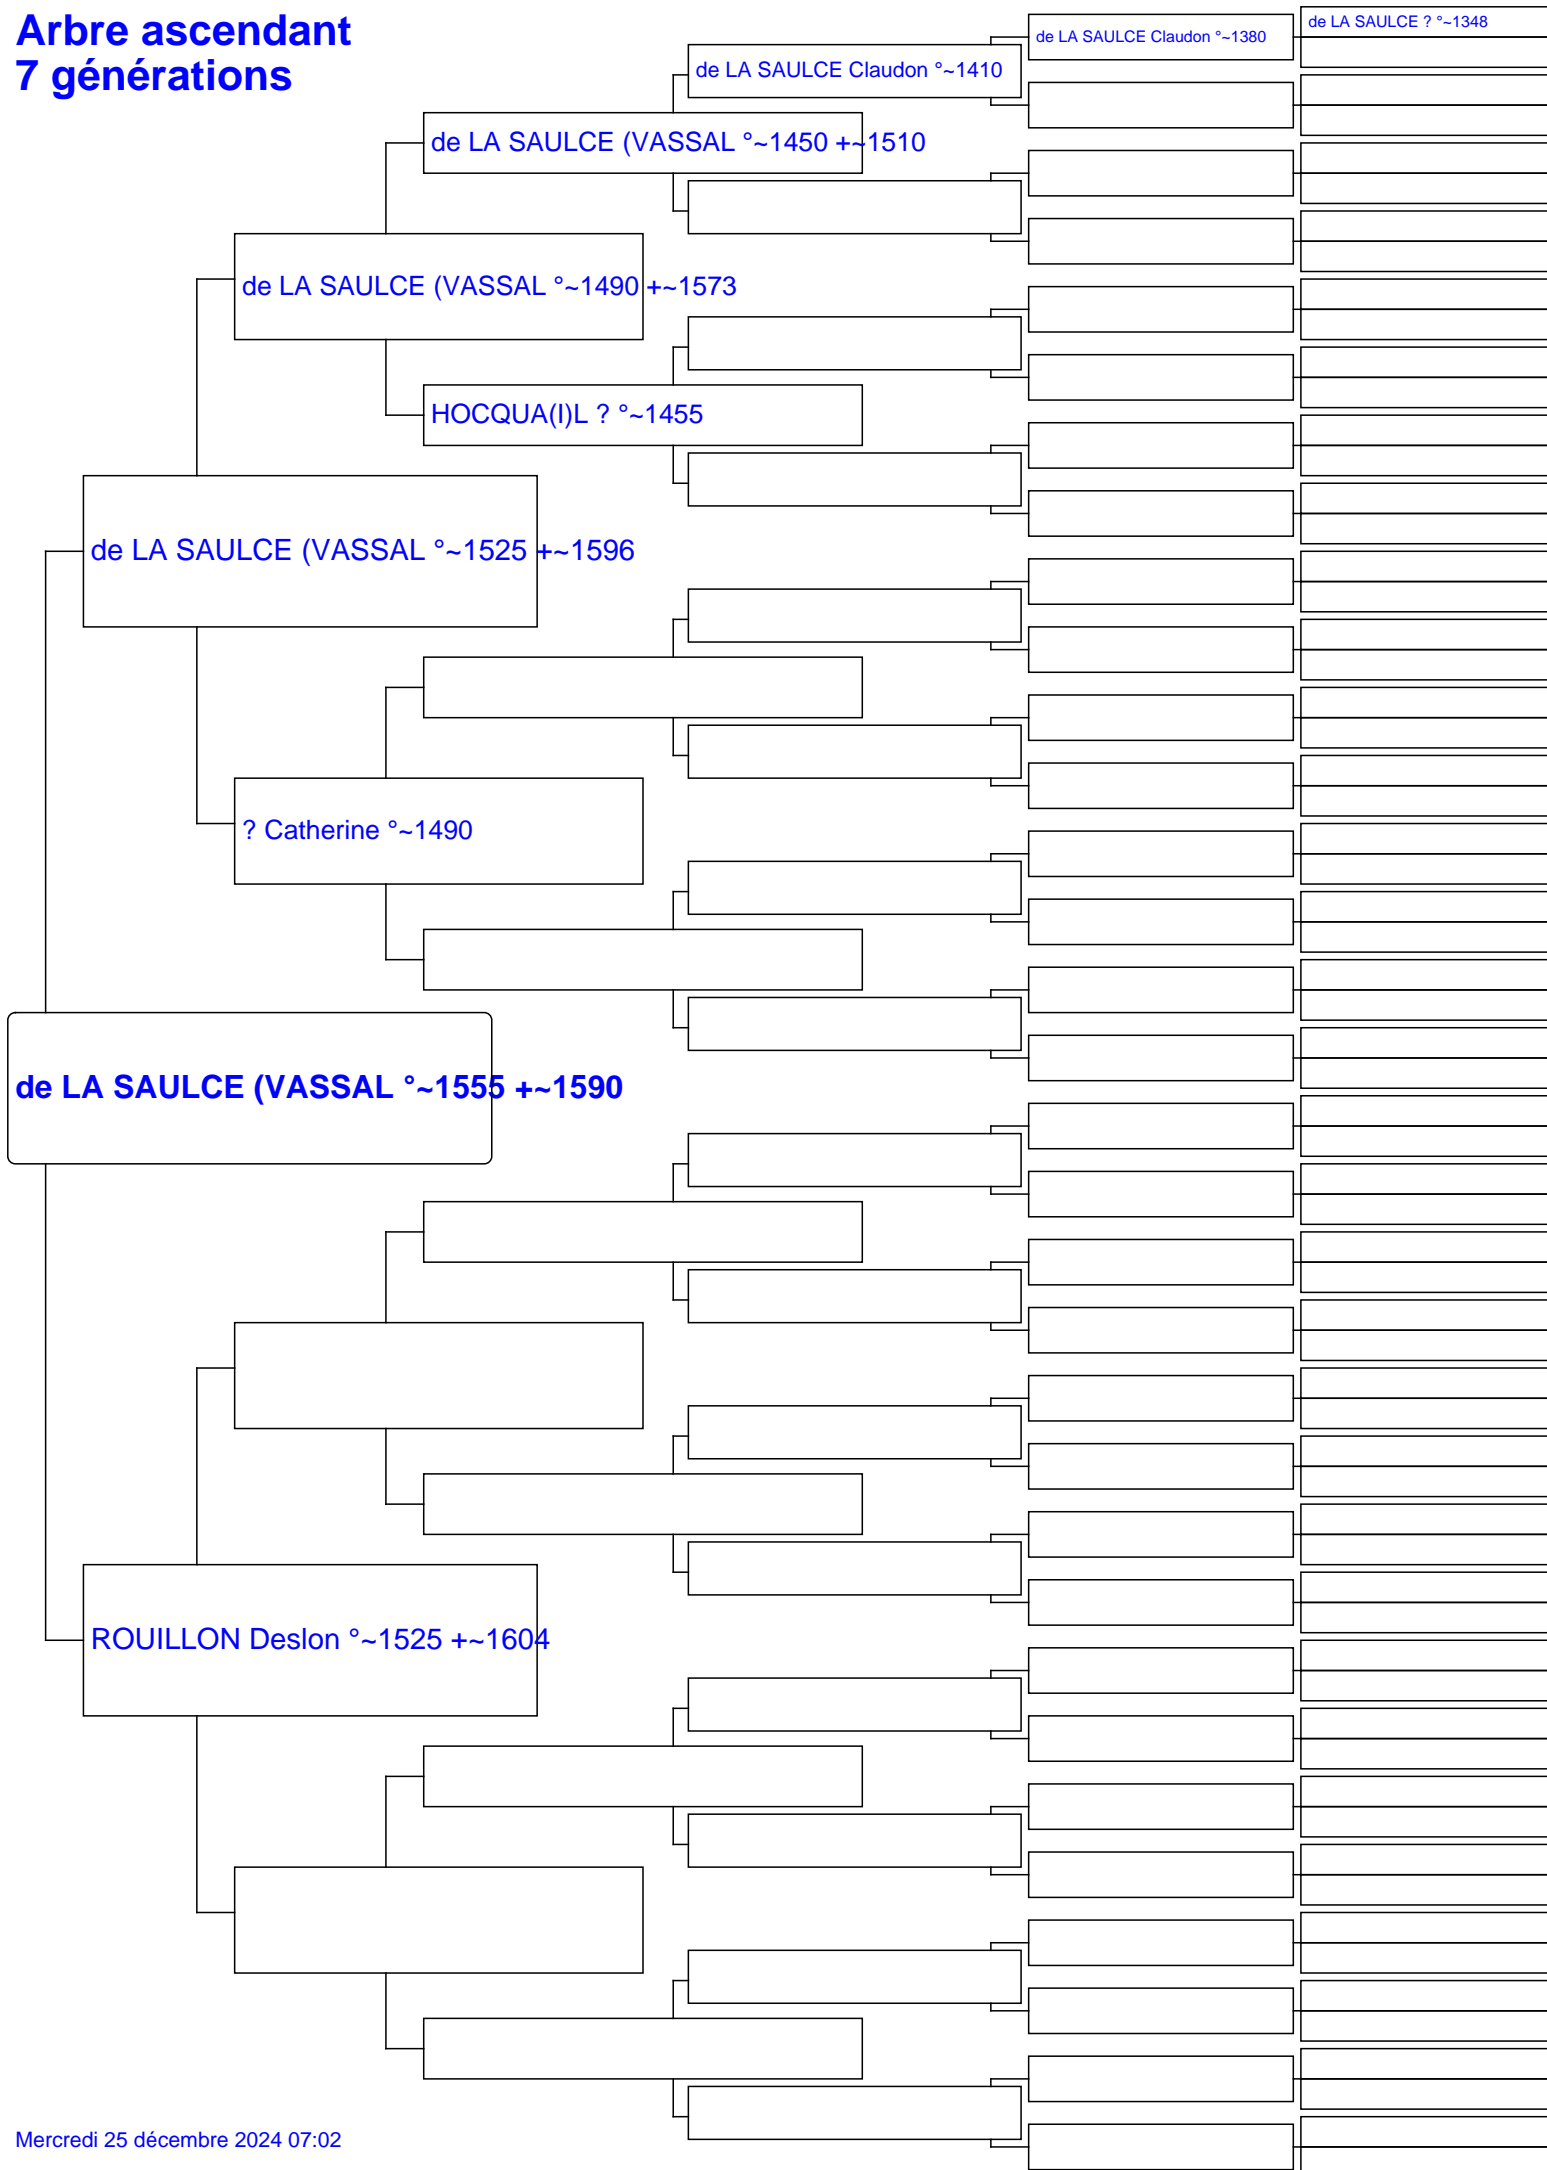 Arbre ascendant
7 générations
de LA SAULCE ? °~1348
de LA SAULCE Claudon °~1380
de LA SAULCE Claudon °~1410
de LA SAULCE (VASSAL °~1450 +~1510
de LA SAULCE (VASSAL °~1490 +~1573
HOCQUA(I)L ? °~1455
de LA SAULCE (VASSAL °~1525 +~1596
? Catherine °~1490
de LA SAULCE (VASSAL °~1555 +~1590
ROUILLON Deslon °~1525 +~1604
Mercredi 25 décembre 2024 07:02